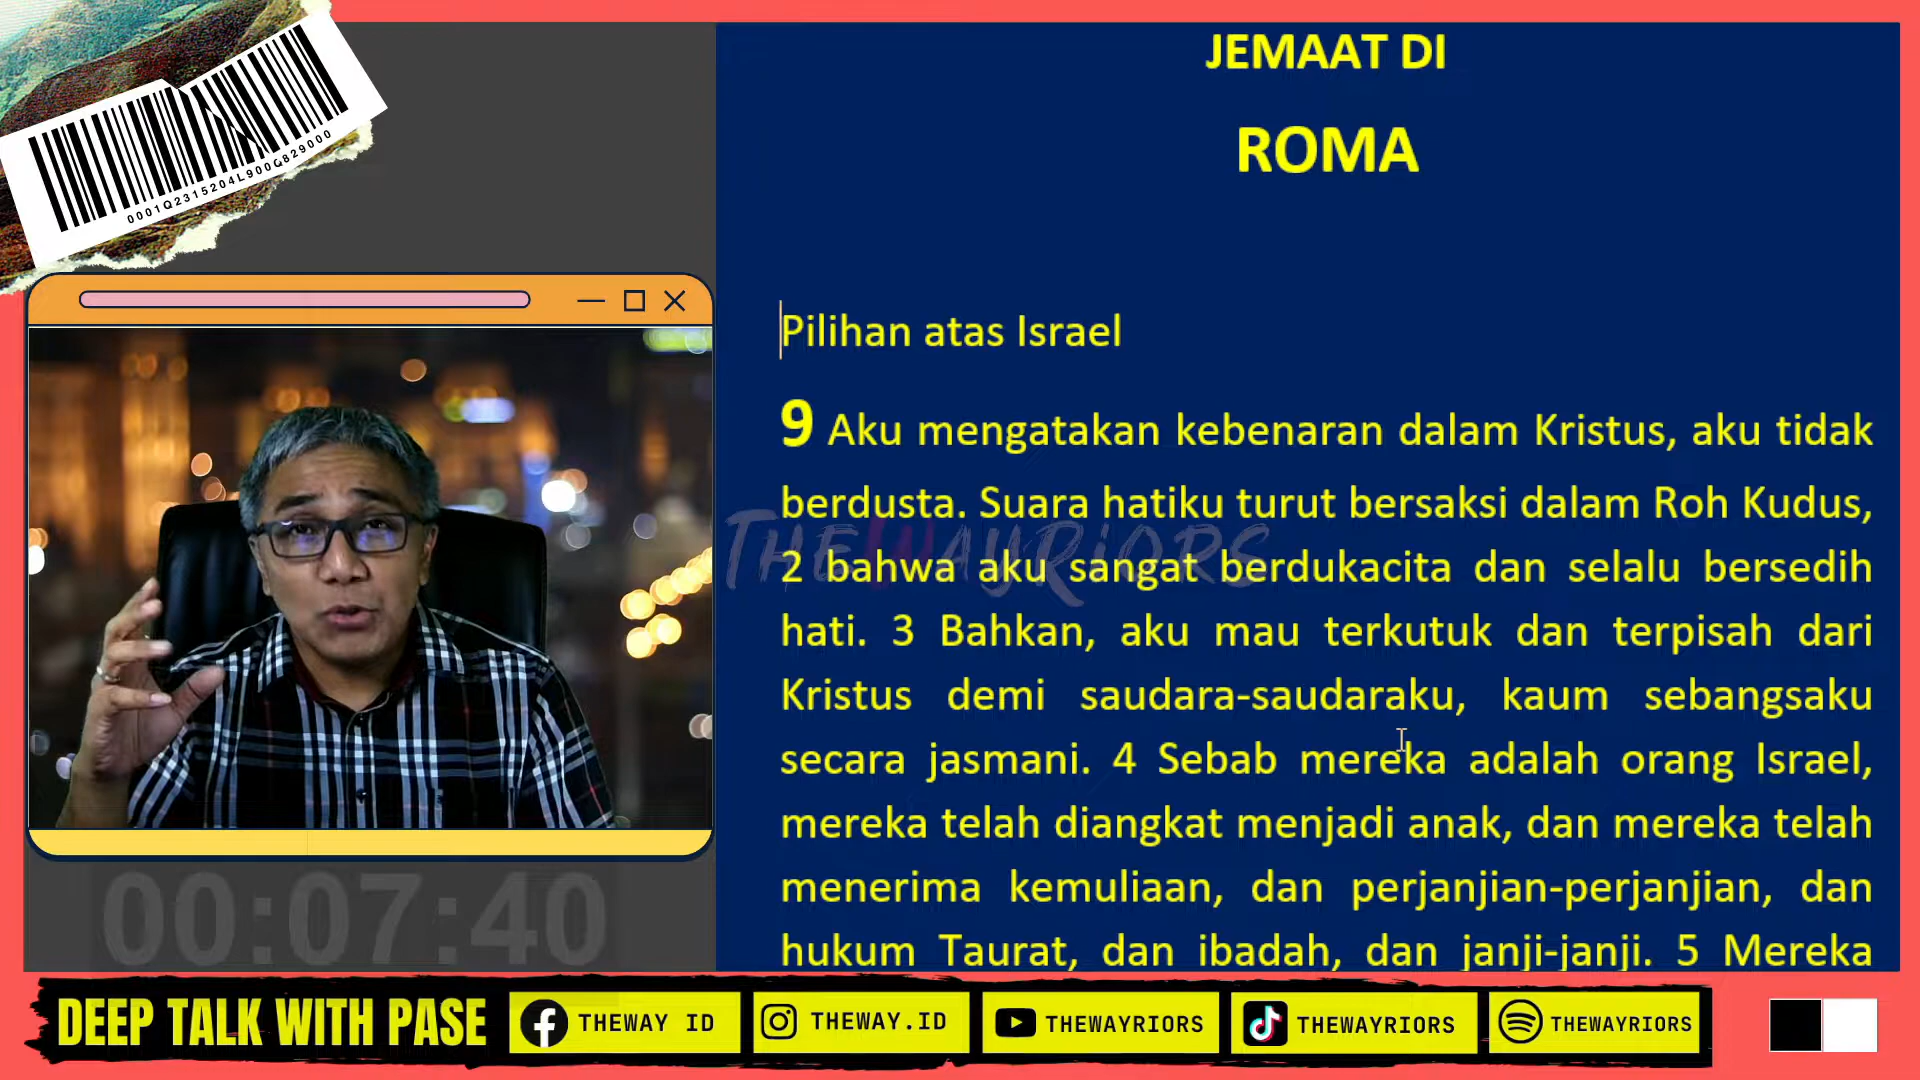 0001Q2315204L900G829000
JEMAAT DI
ROMA
Pilihan atas Israel
9 Aku mengatakan kebenaran dalam Kristus, aku tidak
berdusta. Suara hatiku turut bersaksi dalam Roh Kudus,
2 bahwa aku sangat berdukacita dan selalu bersedih
hati. 3 Bahkan, aku mau terkutuk dan terpisah dari
Kristus demi saudara-saudaraku, kaum sebangsaku
secara jasmani. 4 Sebab mereka adalah orang Israel,
mereka telah diangkat menjadi anak, dan mereka telah
menerima kemuliaan, dan perjanjian-perjanjian, dan
hukum Taurat, dan ibadah, dan janji-janji. 5 Mereka
THEWAYRIORS
00:07:40
DEEP TALK WITH PASE
THEWAY ID
THEWAY.ID
THEWAYRIORS
THEWAYRIORS
THEWAYRIORS